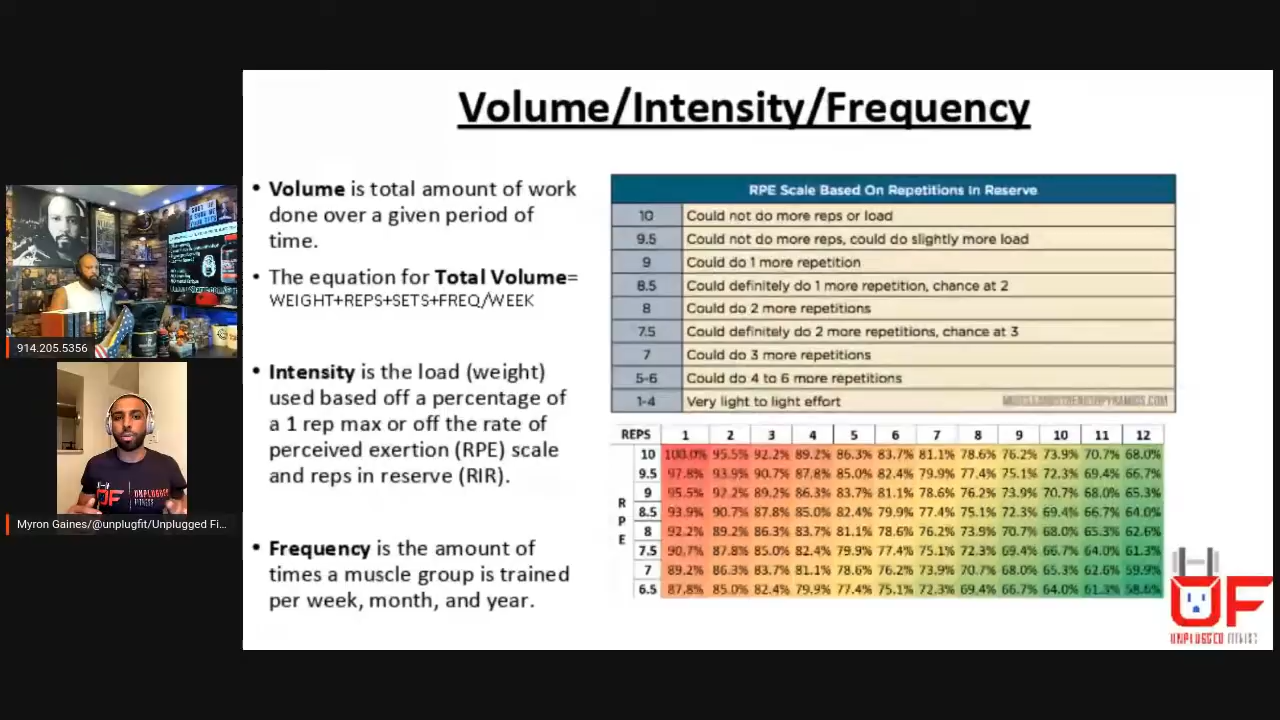 Volume/Intensity/Frequency
• Volume is total amount of work
done over a given period of
time.
• The equation for Total Volume=
WEIGHT+REPS+SETS+FREQ/WEEK
• Intensity is the load (weight)
used based off a percentage of
a 1 rep max or off the rate of
perceived exertion (RPE) scale
and reps in reserve (RIR).
• Frequency is the amount of
times a muscle group is trained
per week, month, and year.
RPE Scale Based On Repetitions In Reserve
10 Could not do more reps or load
9.5 Could not do more reps, could do slightly more load
9 Could do 1 more repetition
8.5 Could definitely do 1 more repetition, chance at 2
8 Could do 2 more repetitions
7.5 Could definitely do 2 more repetitions, chance at 3
7 Could do 3 more repetitions
5-6 Could do 4 to 6 more repetitions
1-4 Very light to light effort
MUSCLEANDSTRENGTHPYRAMIDS.COM
REPS 1 2 3 4 5 6 7 8 9 10 11 12
RPE
10 100.0% 95.5% 92.2% 89.2% 86.3% 83.7% 81.1% 78.6% 76.2% 73.9% 70.7% 68.0%
9.5 97.8% 93.9% 90.7% 87.8% 85.0% 82.4% 79.9% 77.4% 75.1% 72.3% 69.4% 66.7%
9 95.5% 92.2% 89.2% 86.3% 83.7% 81.1% 78.6% 76.2% 73.9% 70.7% 68.0% 65.3%
8.5 93.9% 90.7% 87.8% 85.0% 82.4% 79.9% 77.4% 75.1% 72.3% 69.4% 66.7% 64.0%
8 92.2% 89.2% 86.3% 83.7% 81.1% 78.6% 76.2% 73.9% 70.7% 68.0% 65.3% 62.6%
7.5 90.7% 87.8% 85.0% 82.4% 79.9% 77.4% 75.1% 72.3% 69.4% 66.7% 64.0% 61.3%
7 89.2% 86.3% 83.7% 81.1% 78.6% 76.2% 73.9% 70.7% 68.0% 65.3% 62.6% 59.9%
6.5 87.8% 85.0% 82.4% 79.9% 77.4% 75.1% 72.3% 69.4% 66.7% 64.0% 61.3% 58.6%
914.205.5356
UF UNPLUGGED FITNESS
Myron Gaines/@unplugfit/Unplugged Fi...
UF
UNPLUGGED FITNESS